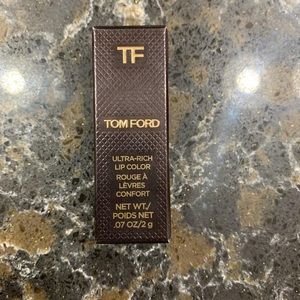 TF
TOM FORD
ULTRA-RICH
LIP COLOR
ROUGE À
LÈVRES
CONFORT
NET WT./
POIDS NET
.07 OZ/2 g